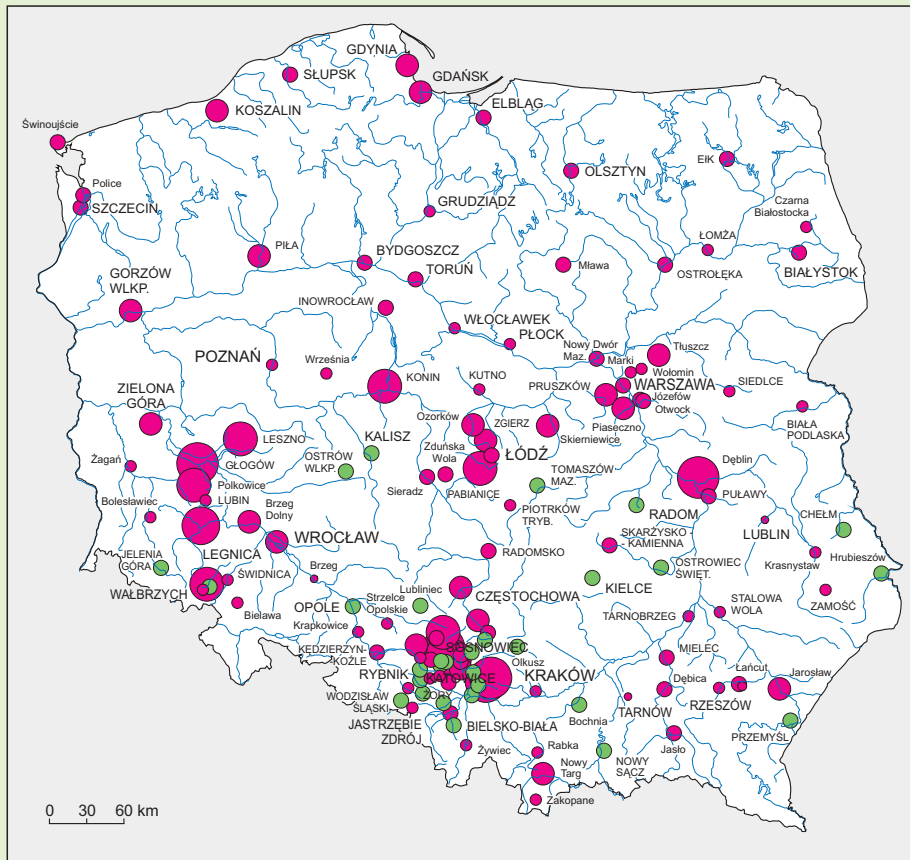 GDYNIA
SŁUPSK
GDAŃSK
KOSZALIN
ELBLĄG
Świnoujście
OLSZTYN
EŁK
Police
SZCZECIN
GRUDZIĄDZ
Czarna
Białostocka
ŁOMŻA
PIŁA
BYDGOSZCZ
TORUŃ
Mława
OSTROŁĘKA
BIAŁYSTOK
GORZÓW
WLKP.
INOWROCŁAW
WŁOCŁAWEK
PŁOCK
Nowy Dwór
Maz.
Marki
Tłuszcz
Wołomin
POZNAŃ
Września
KONIN
KUTNO
PRUSZKÓW
WARSZAWA
Józefów
Otwock
SIEDLCE
ZIELONA
GÓRA
LESZNO
KALISZ
Ozorków
ZGIERZ
Skierniewice
Piaseczno
BIAŁA
PODLASKA
Żagań
GŁOGÓW
OSTRÓW
WLKP.
Zduńska
Wola
ŁÓDŹ
TOMASZÓW-
MAZ.
Dęblin
Polkowice
LUBIN
Sieradz
PABIANICE
PUŁAWY
Bolesławiec
Brzeg
Dolny
PIOTRKÓW
TRYB.
RADOM
LUBLIN
CHEŁM
LEGNICA
WROCŁAW
RADOMSKO
SKARŻYSKO
- KAMIENNA
Krasnystaw
Hrubieszów
JELENIA
GÓRA
ŚWIDNICA
Brzeg
Lubliniec
CZĘSTOCHOWA
KIELCE
OSTROWIEC
ŚWIĘT.
WAŁBRZYCH
Bielawa
OPOLE
Strzelce
Opolskie
ZAMOŚĆ
Krapkowice
TARNOBRZEG
STALOWA
WOLA
KĘDZIERZYN-
KOŹLE
SOSNOWIEC
Olkusz
MIELEC
RYBNIK
KATOWICE
KRAKÓW
Dębica
Łańcut
Jarosław
WODZISŁAW
ŚLĄSKI
ŻORY
TARNÓW
RZESZÓW
JASTRZĘBIE
ZDRÓJ
BIELSKO-BIAŁA
Bochnia
PRZEMYŚL
Żywiec
Rabka
NOWY
SĄCZ
Jasło
Nowy
Targ
Zakopane
0 30 60 km